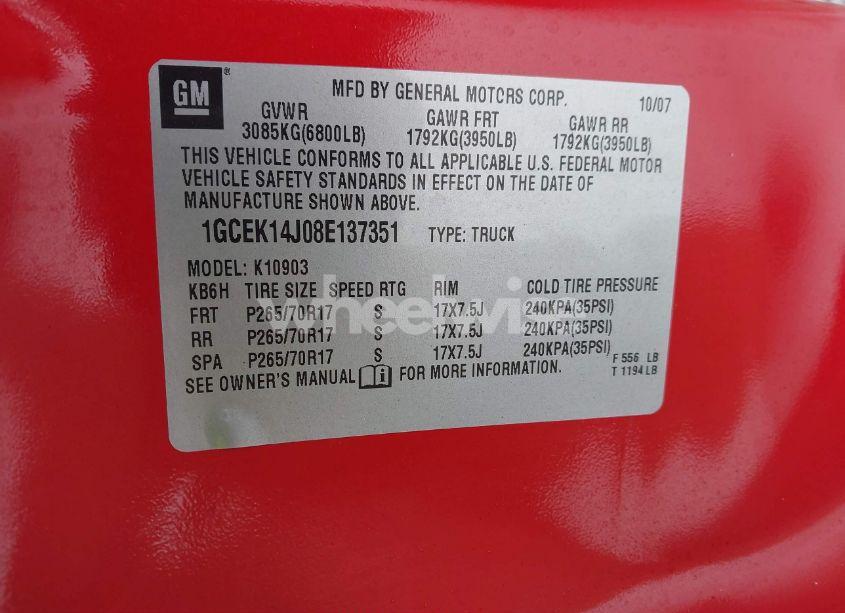 GM® MFD BY GENERAL MOTORS CORP. 10/07
GVWR GAWR FRT GAWR RR
3085KG(6800LB) 1792KG(3950LB) 1792KG(3950LB)
THIS VEHICLE CONFORMS TO ALL APPLICABLE U.S. FEDERAL MOTOR
VEHICLE SAFETY STANDARDS IN EFFECT ON THE DATE OF
MANUFACTURE SHOWN ABOVE.
1GCEK14J08E137351 TYPE: TRUCK
MODEL: K10903
KB6H TIRE SIZE SPEED RTG RIM COLD TIRE PRESSURE
FRT P265/70R17 S 17X7.5J 240KPA(35PSI)
RR P265/70R17 S 17X7.5J 240KPA(35PSI)
SPA P265/70R17 S 17X7.5J 240KPA(35PSI)
F 556 LB
T 1194 LB
SEE OWNER'S MANUAL FOR MORE INFORMATION.
wheelwise